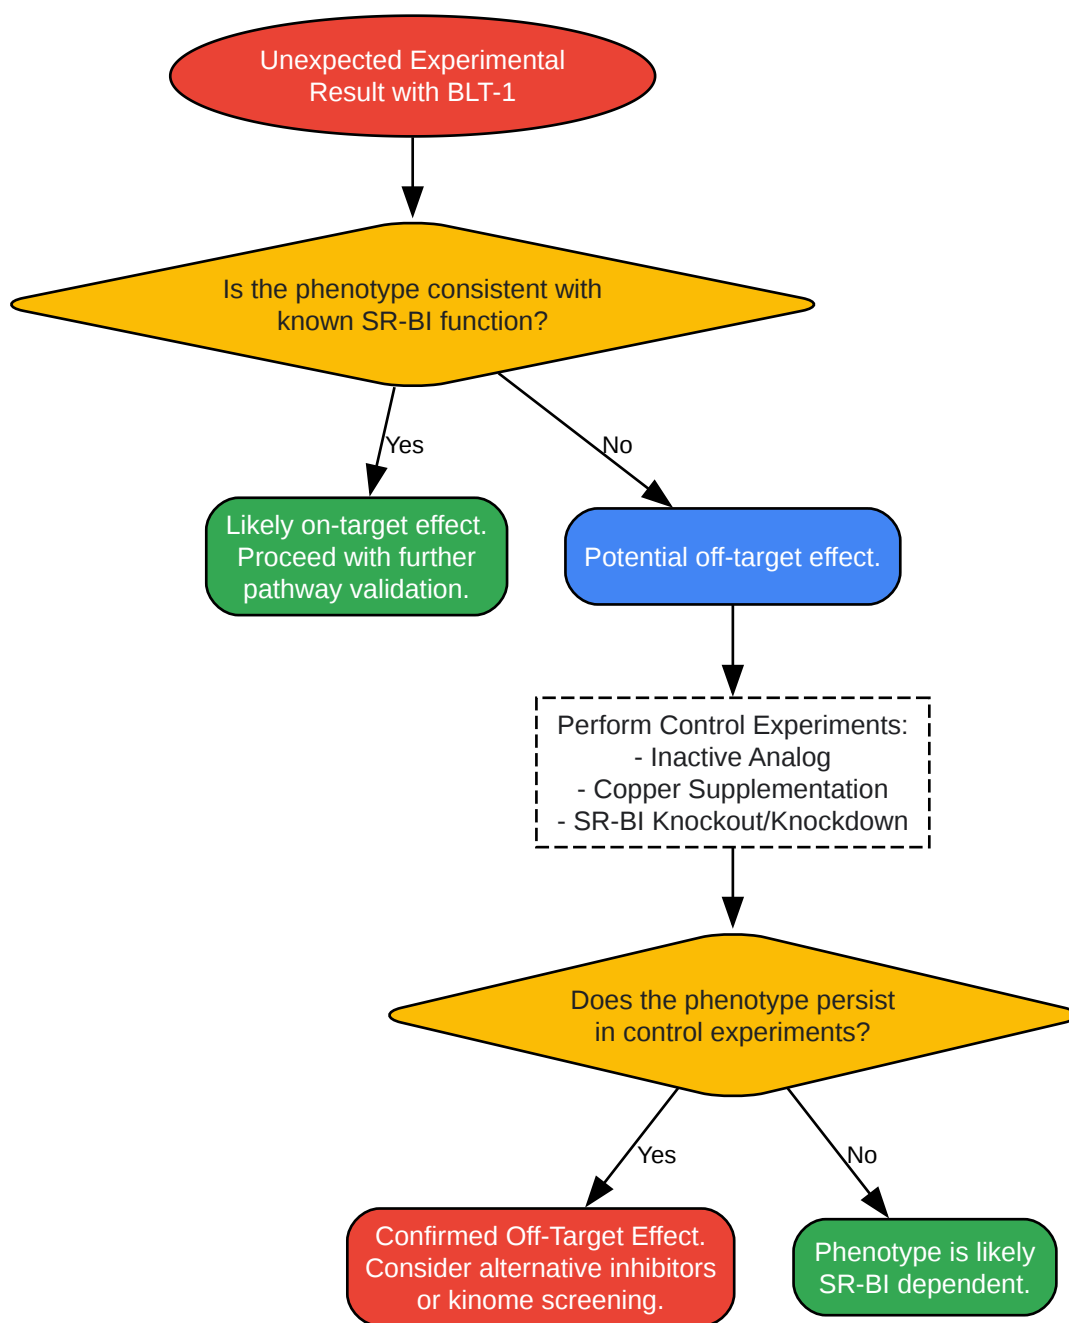 Unexpected Experimental
Result with BLT-1
Is the phenotype consistent with
known SR-BI function?
Yes
No
Likely on-target effect.
Proceed with further
pathway validation.
Potential off-target effect.
Perform Control Experiments:
- Inactive Analog
- Copper Supplementation
- SR-BI Knockout/Knockdown
Does the phenotype persist
in control experiments?
Yes
No
Confirmed Off-Target Effect.
Consider alternative inhibitors
or kinome screening.
Phenotype is likely
SR-BI dependent.